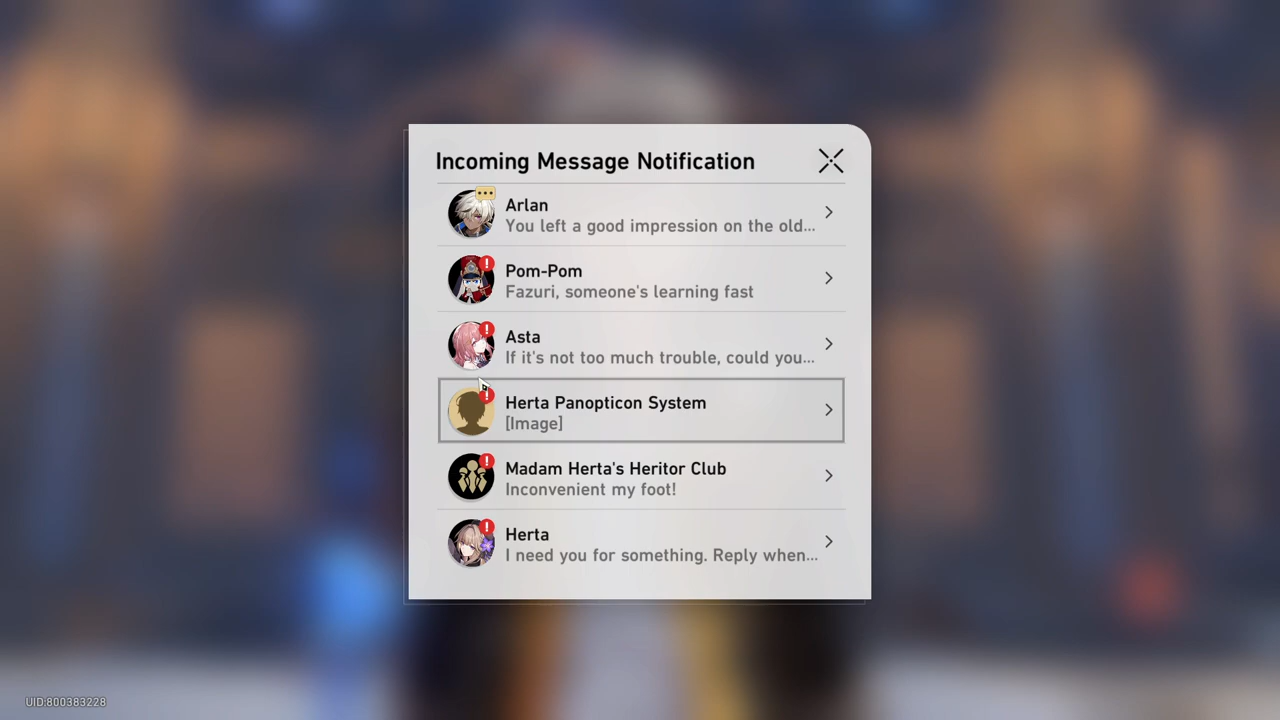 Incoming Message Notification
Arlan
You left a good impression on the old...
Pom-Pom
Fazuri, someone's learning fast
Asta
If it's not too much trouble, could you...
Herta Panopticon System
[Image]
Madam Herta's Heritor Club
Inconvenient my foot!
Herta
I need you for something. Reply when...
UID:800383228